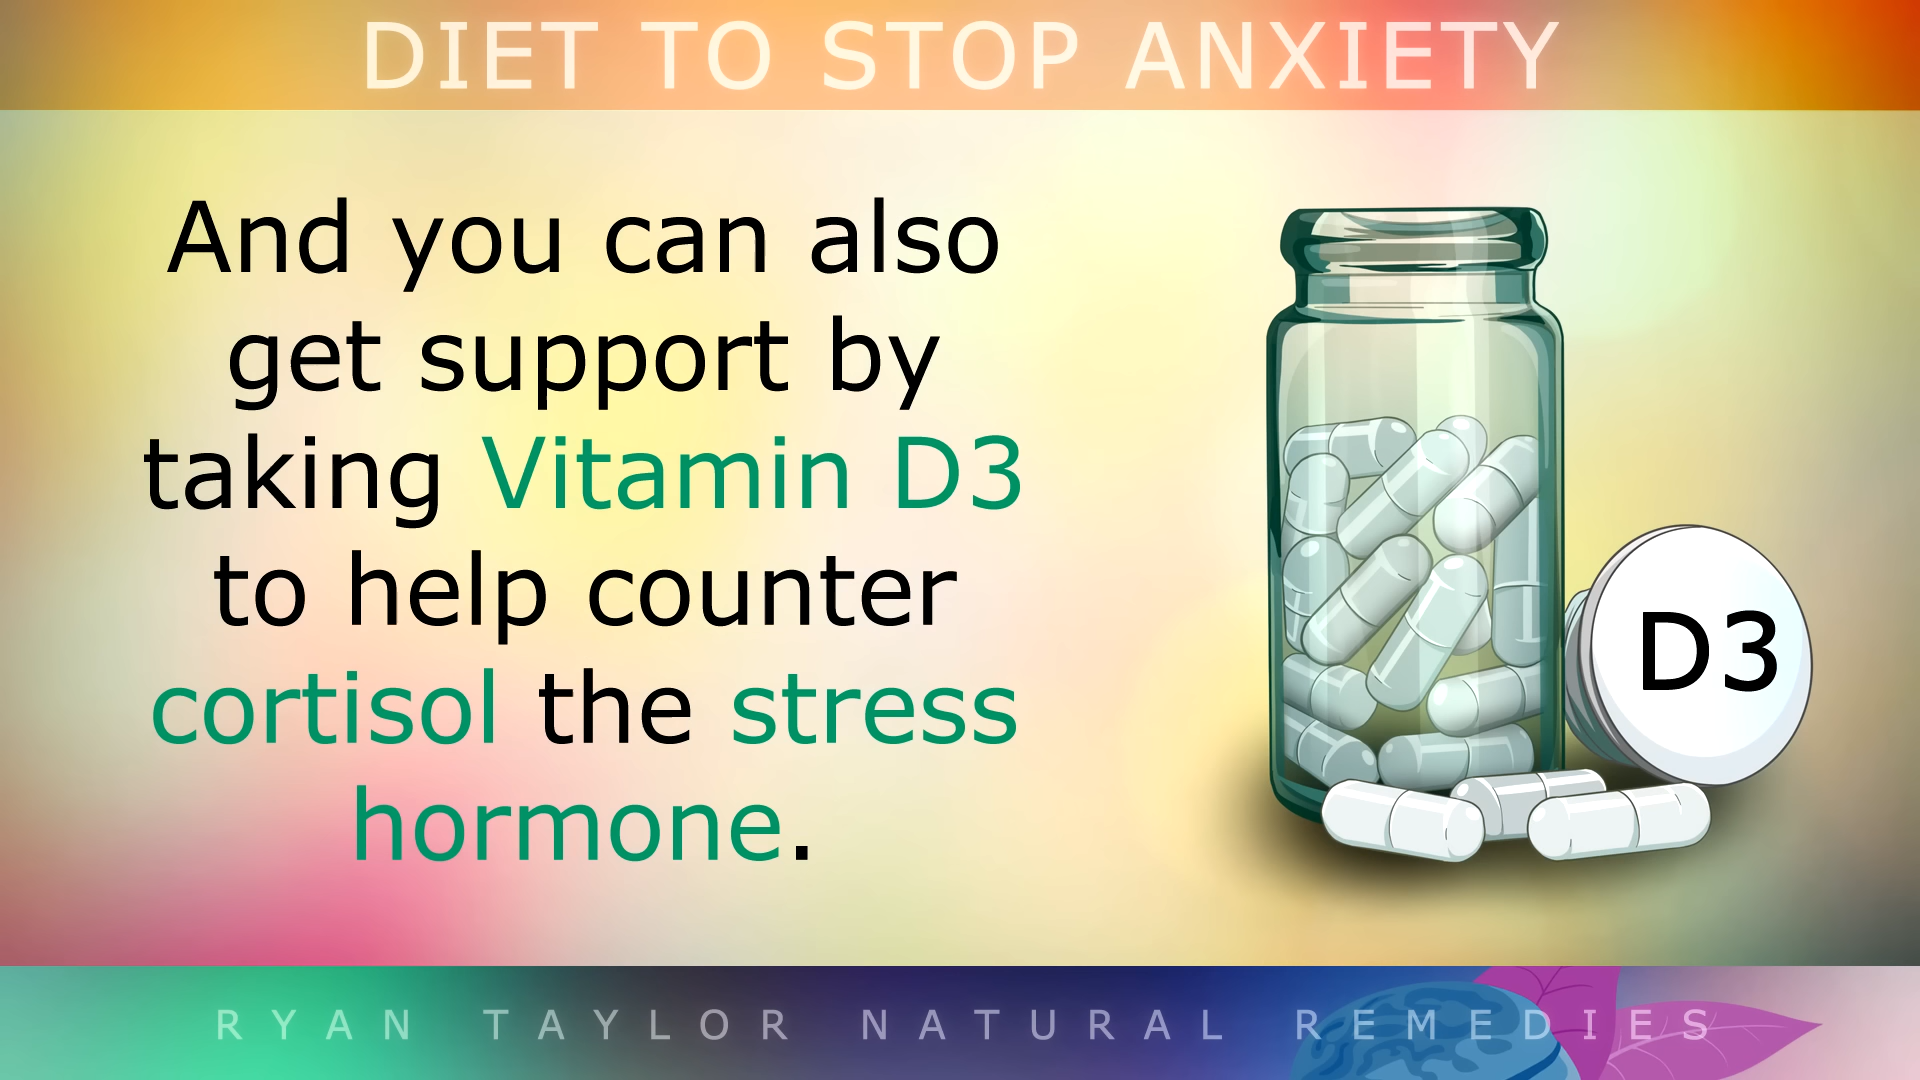 DIET TO STOP ANXIETY
And you can also
get support by
taking Vitamin D3
to help counter
cortisol the stress
hormone.
D3
RYAN TAYLOR NATURAL REMEDIES